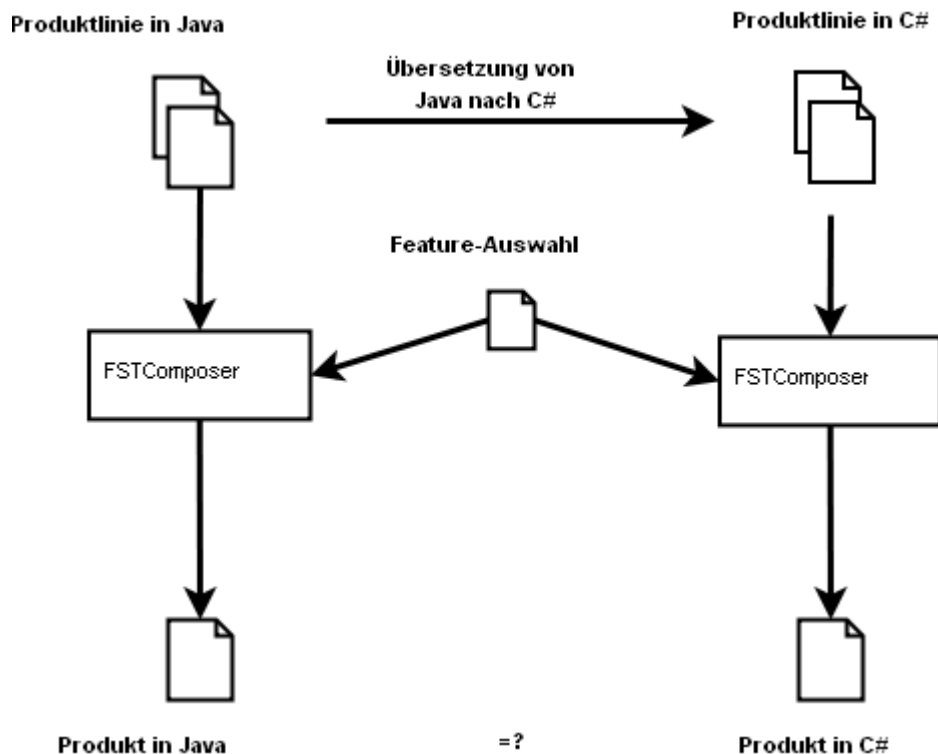 Produktlinie in Java
Produktlinie in C#
Übersetzung von
Java nach C#
Feature-Auswahl
FSTComposer
FSTComposer
Produkt in Java
=?
Produkt in C#